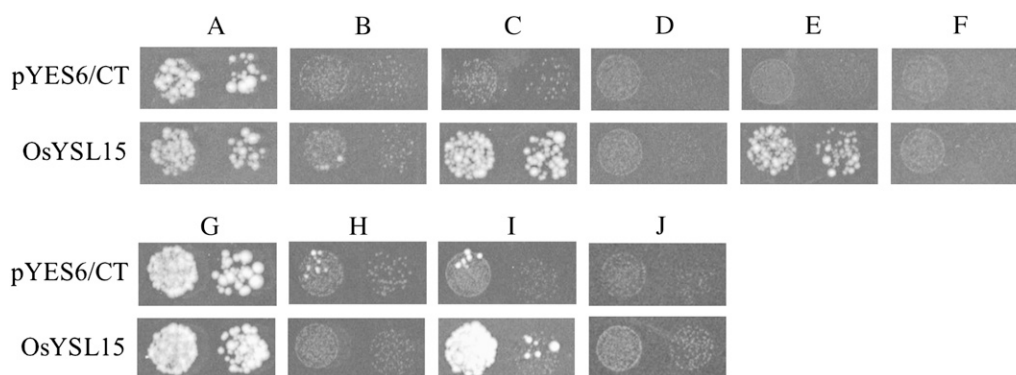 A B C D E F
pYES6/CT
OsYSL15
G H I J
pYES6/CT
OsYSL15